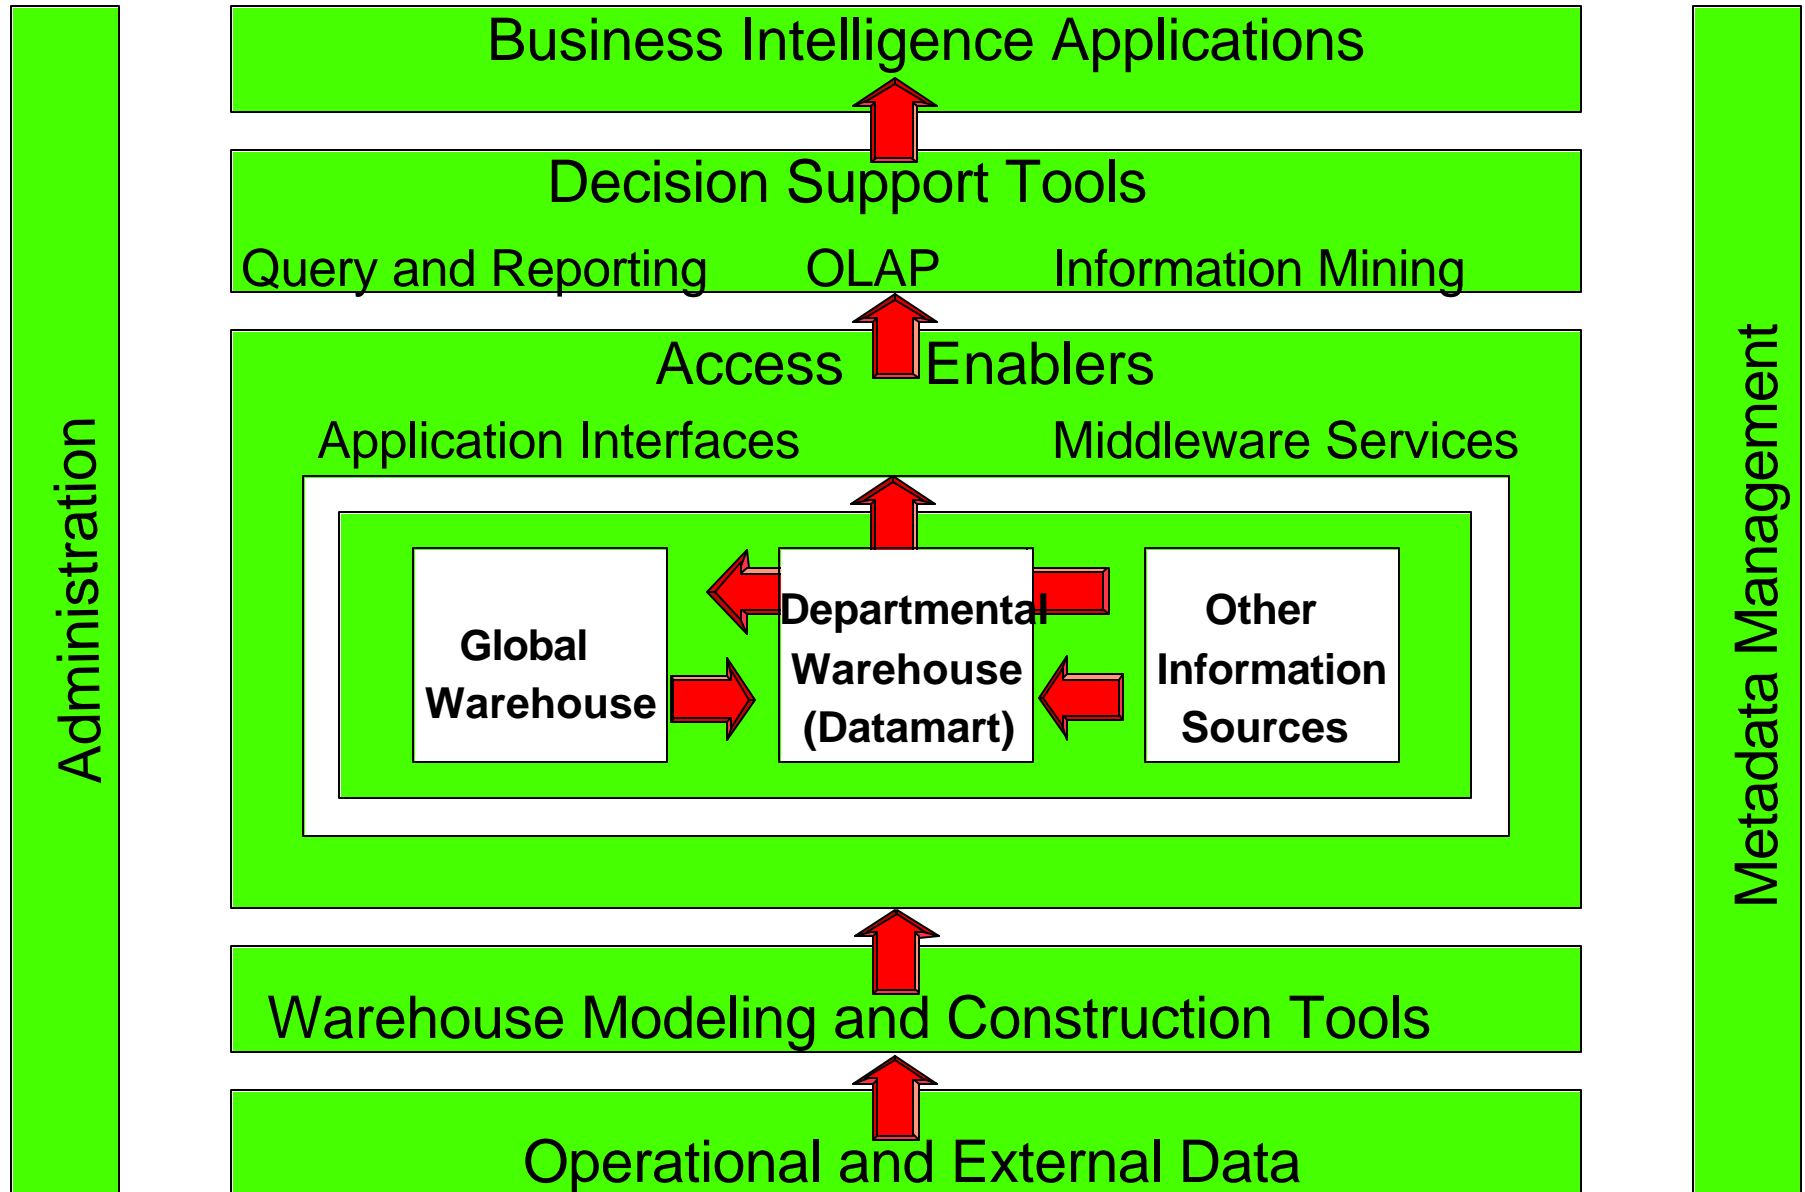 Business Intelligence Applications
Decision Support Tools
Query and Reporting OLAP Information Mining
Access Enablers
Application Interfaces Middleware Services
Global
Warehouse
Departmental
Warehouse
(Datamart)
Other
Information
Sources
Warehouse Modeling and Construction Tools
Operational and External Data
Administration
Metadata Management